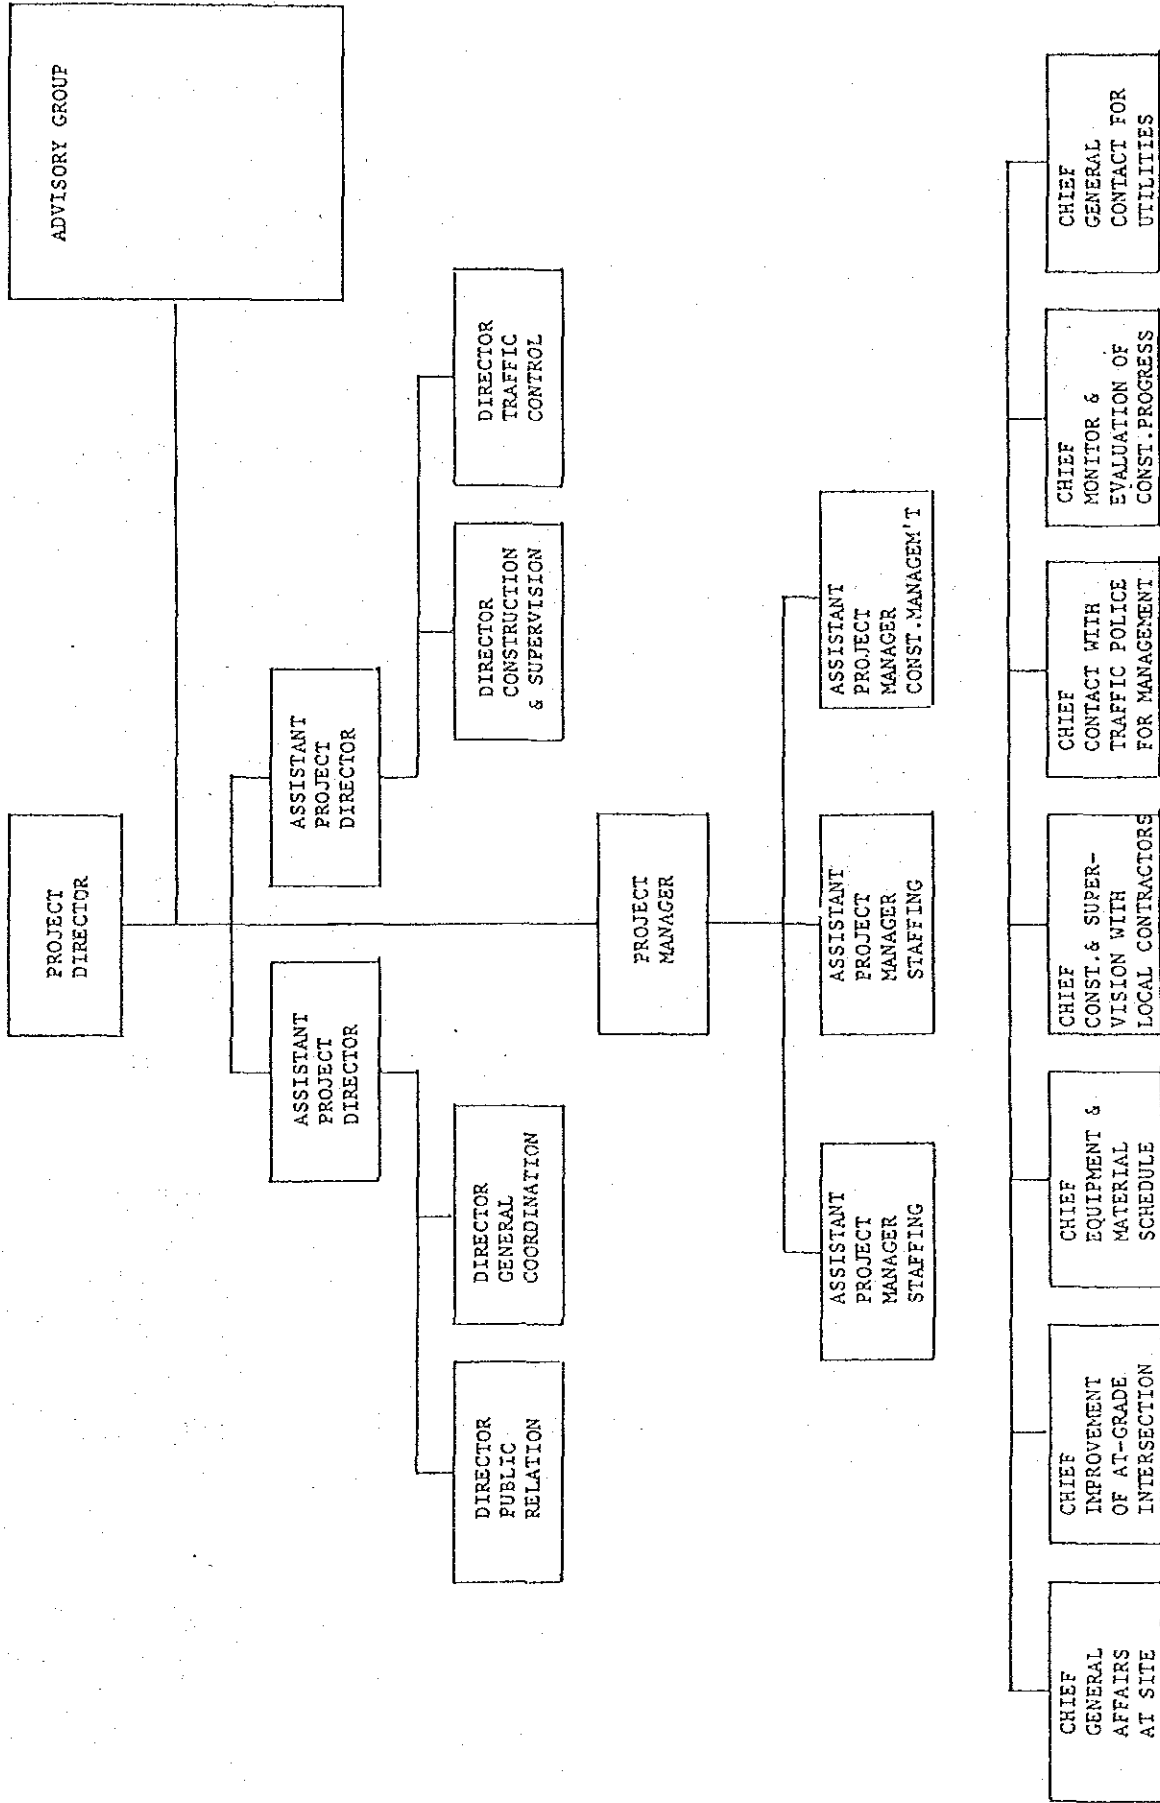 PROJECT
DIRECTOR
ADVISORY GROUP
ASSISTANT
PROJECT
DIRECTOR
ASSISTANT
PROJECT
DIRECTOR
DIRECTOR
PUBLIC
RELATION
DIRECTOR
GENERAL
COORDINATION
DIRECTOR
CONSTRUCTION
& SUPERVISION
DIRECTOR
TRAFFIC
CONTROL
PROJECT
MANAGER
ASSISTANT
PROJECT
MANAGER
STAFFING
ASSISTANT
PROJECT
MANAGER
STAFFING
ASSISTANT
PROJECT
MANAGER
CONST.MANAGEM'T
CHIEF
GENERAL
AFFAIRS
AT SITE
CHIEF
IMPROVEMENT
OF AT-GRADE
INTERSECTION
CHIEF
EQUIPMENT &
MATERIAL
SCHEDULE
CHIEF
CONST.& SUPER-
VISION WITH
LOCAL CONTRACTORS
CHIEF
CONTACT WITH
TRAFFIC POLICE
FOR MANAGEMENT
CHIEF
MONITOR &
EVALUATION OF
CONST.PROGRESS
CHIEF
GENERAL
CONTACT FOR
UTILITIES